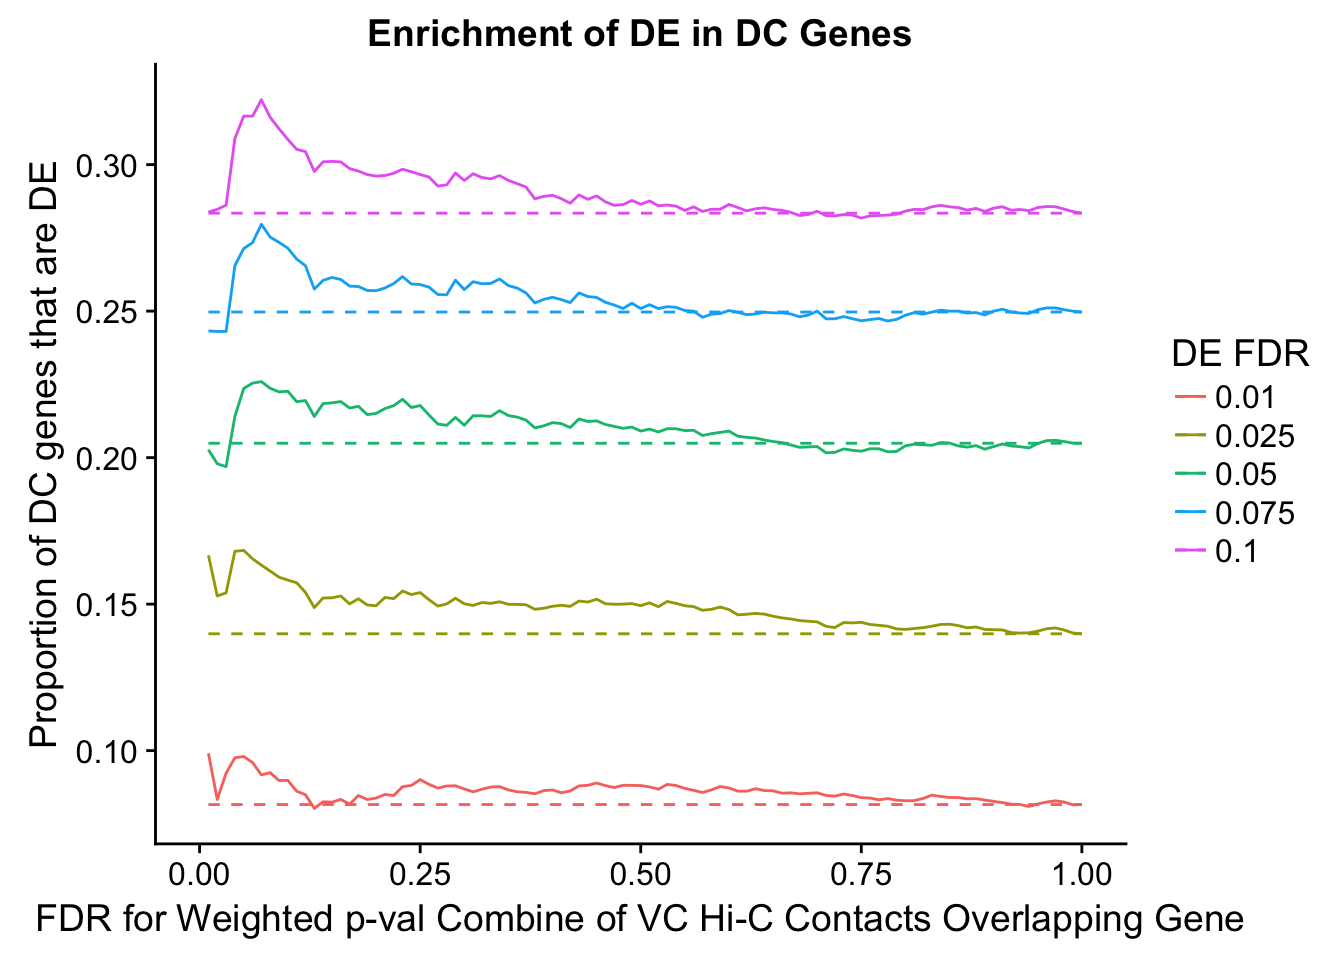 Enrichment of DE in DC Genes
Proportion of DC genes that are DE
0.30
0.25
0.20
0.15
0.10
0.00 0.25 0.50 0.75 1.00
FDR for Weighted p-val Combine of VC Hi-C Contacts Overlapping Gene
DE FDR
0.01
0.025
0.05
0.075
0.1